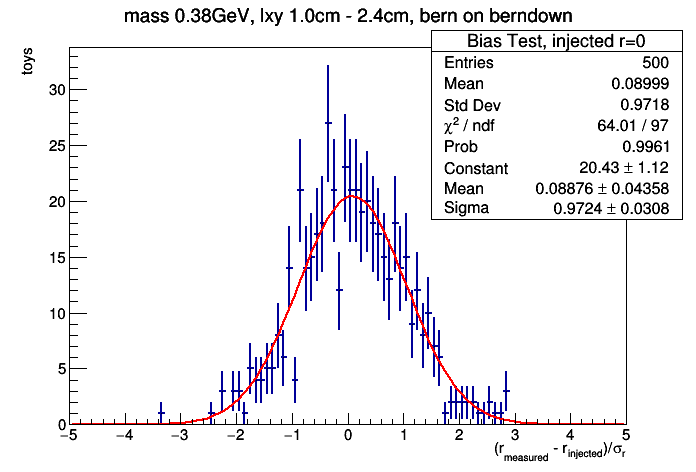 mass 0.38GeV, lxy 1.0cm - 2.4cm, bern on berndown
toys
Bias Test, injected r=0
Entries 500
Mean 0.08999
Std Dev 0.9718
χ² / ndf 64.01 / 97
Prob 0.9961
Constant 20.43 ± 1.12
Mean 0.08876 ± 0.04358
Sigma 0.9724 ± 0.0308
30
25
20
15
10
5
0
−5 −4 −3 −2 −1 0 1 2 3 4 5
(r_measured - r_injected)/σ_r